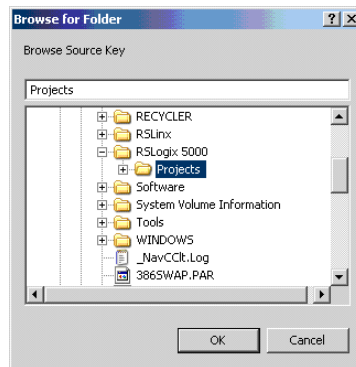 Browse for Folder
Browse Source Key
Projects
RECYCLER
RSLinx
RSLogix 5000
Projects
Software
System Volume Information
Tools
WINDOWS
_NavCClt.Log
386SWAP.PAR
OK
Cancel